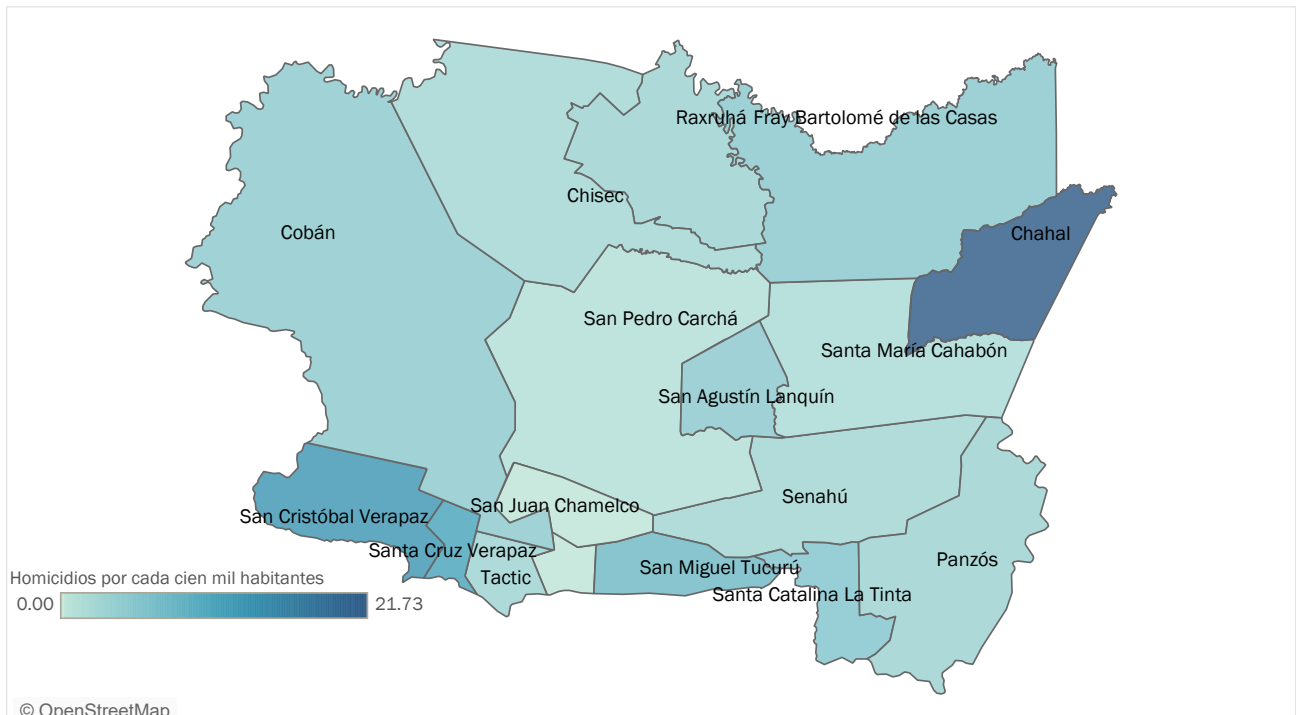 Raxruhá Fray Bartolomé de las Casas
Chisec
Cobán
Chahal
San Pedro Carchá
Santa María Cahabón
San Agustín Lanquín
Senahú
San Juan Chamelco
San Cristóbal Verapaz
Santa Cruz Verapaz
Panzós
San Miguel Tucurú
Tactic
Santa Catalina La Tinta
Homicidios por cada cien mil habitantes
0.00 21.73
© OpenStreetMap